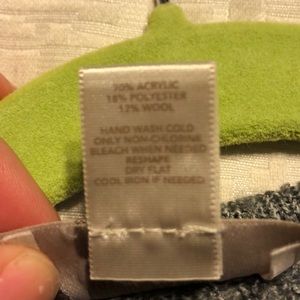 70% ACRYLIC
18% POLYESTER
12% WOOL
HAND WASH COLD
ONLY NON-CHLORINE
BLEACH WHEN NEEDED
RESHAPE
DRY FLAT
COOL IRON IF NEEDED